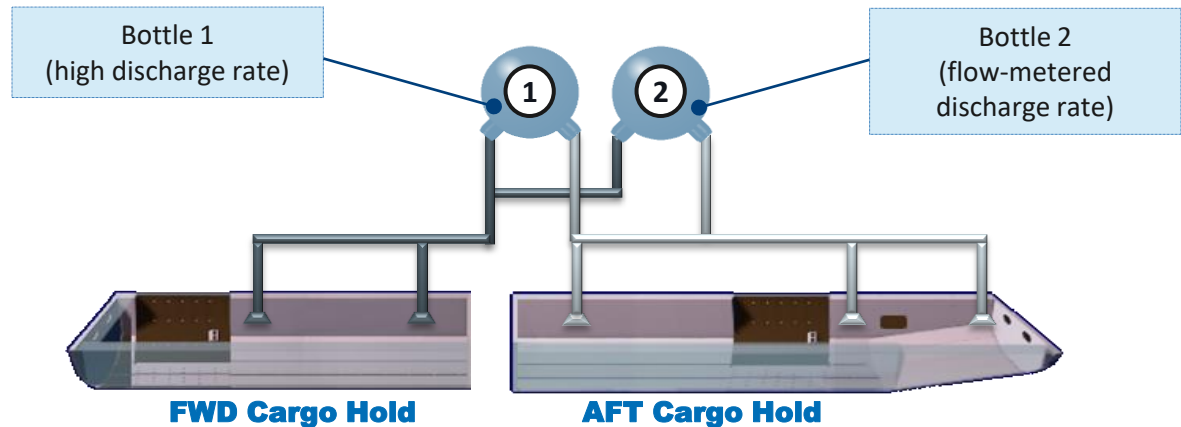 Bottle 1
(high discharge rate)
Bottle 2
(flow-metered
discharge rate)
1
2
FWD Cargo Hold
AFT Cargo Hold